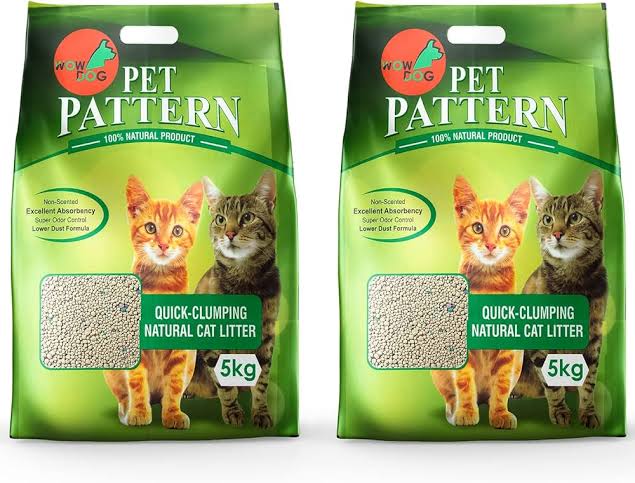 WOW
DOG
PET
PATTERN
100% NATURAL PRODUCT
Non-Scented
Excellent Absorbency
Super Odor Control
Lower Dust Formula
QUICK-CLUMPING
NATURAL CAT LITTER
5kg
WOW
DOG
PET
PATTERN
100% NATURAL PRODUCT
Non-Scented
Excellent Absorbency
Super Odor Control
Lower Dust Formula
QUICK-CLUMPING
NATURAL CAT LITTER
5kg